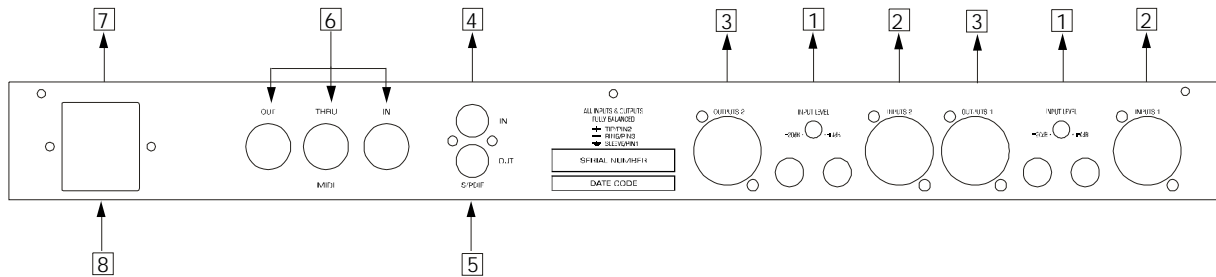 7 6 4 3 1 2 3 1 2
OUT THRU IN
MIDI
IN
OUT
S/PDIF
ALL INPUTS & OUTPUTS
FULLY BALANCED
TIP/PIN2
RING/PIN3
SLEEVE/PIN1
SERIAL NUMBER
DATE CODE
OUTPUTS 2
INPUT LEVEL
INPUTS 2
OUTPUTS 1
INPUT LEVEL
INPUTS 1
8 5